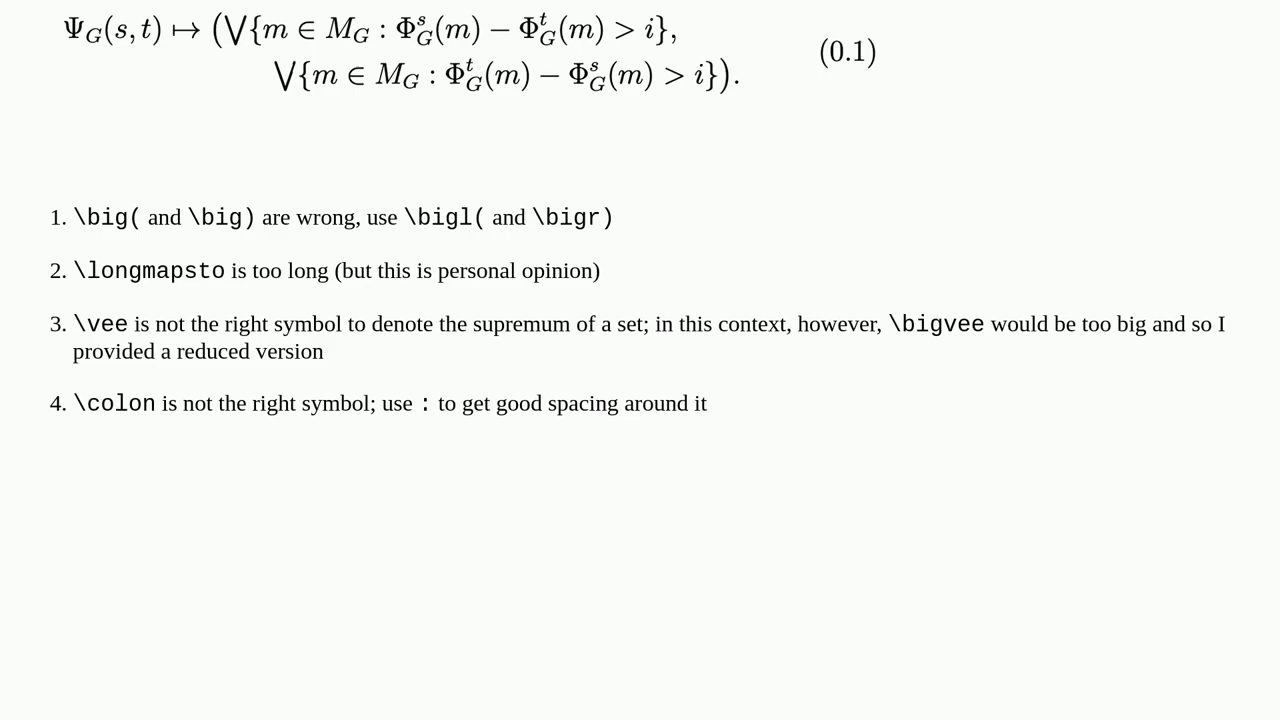 Ψ_G(s, t) ↦ (⋁{m ∈ M_G : Φ^s_G(m) − Φ^t_G(m) > i},
⋁{m ∈ M_G : Φ^t_G(m) − Φ^s_G(m) > i}). (0.1)
1. \big( and \big) are wrong, use \bigl( and \bigr)
2. \longmapsto is too long (but this is personal opinion)
3. \vee is not the right symbol to denote the supremum of a set; in this context, however, \bigvee would be too big and so I
provided a reduced version
4. \colon is not the right symbol; use : to get good spacing around it